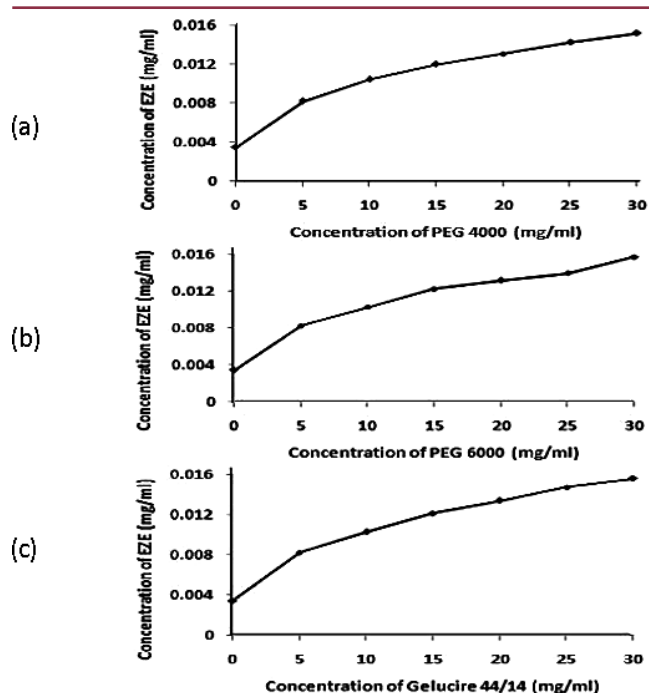 (a)
Concentration of EZE (mg/ml)
0.016
0.012
0.008
0.004
0
0 5 10 15 20 25 30
Concentration of PEG 4000 (mg/ml)
(b)
Concentration of EZE (mg/ml)
0.016
0.012
0.008
0.004
0
0 5 10 15 20 25 30
Concentration of PEG 6000 (mg/ml)
(c)
Concentration of EZE (mg/ml)
0.016
0.012
0.008
0.004
0
0 5 10 15 20 25 30
Concentration of Gelucire 44/14 (mg/ml)